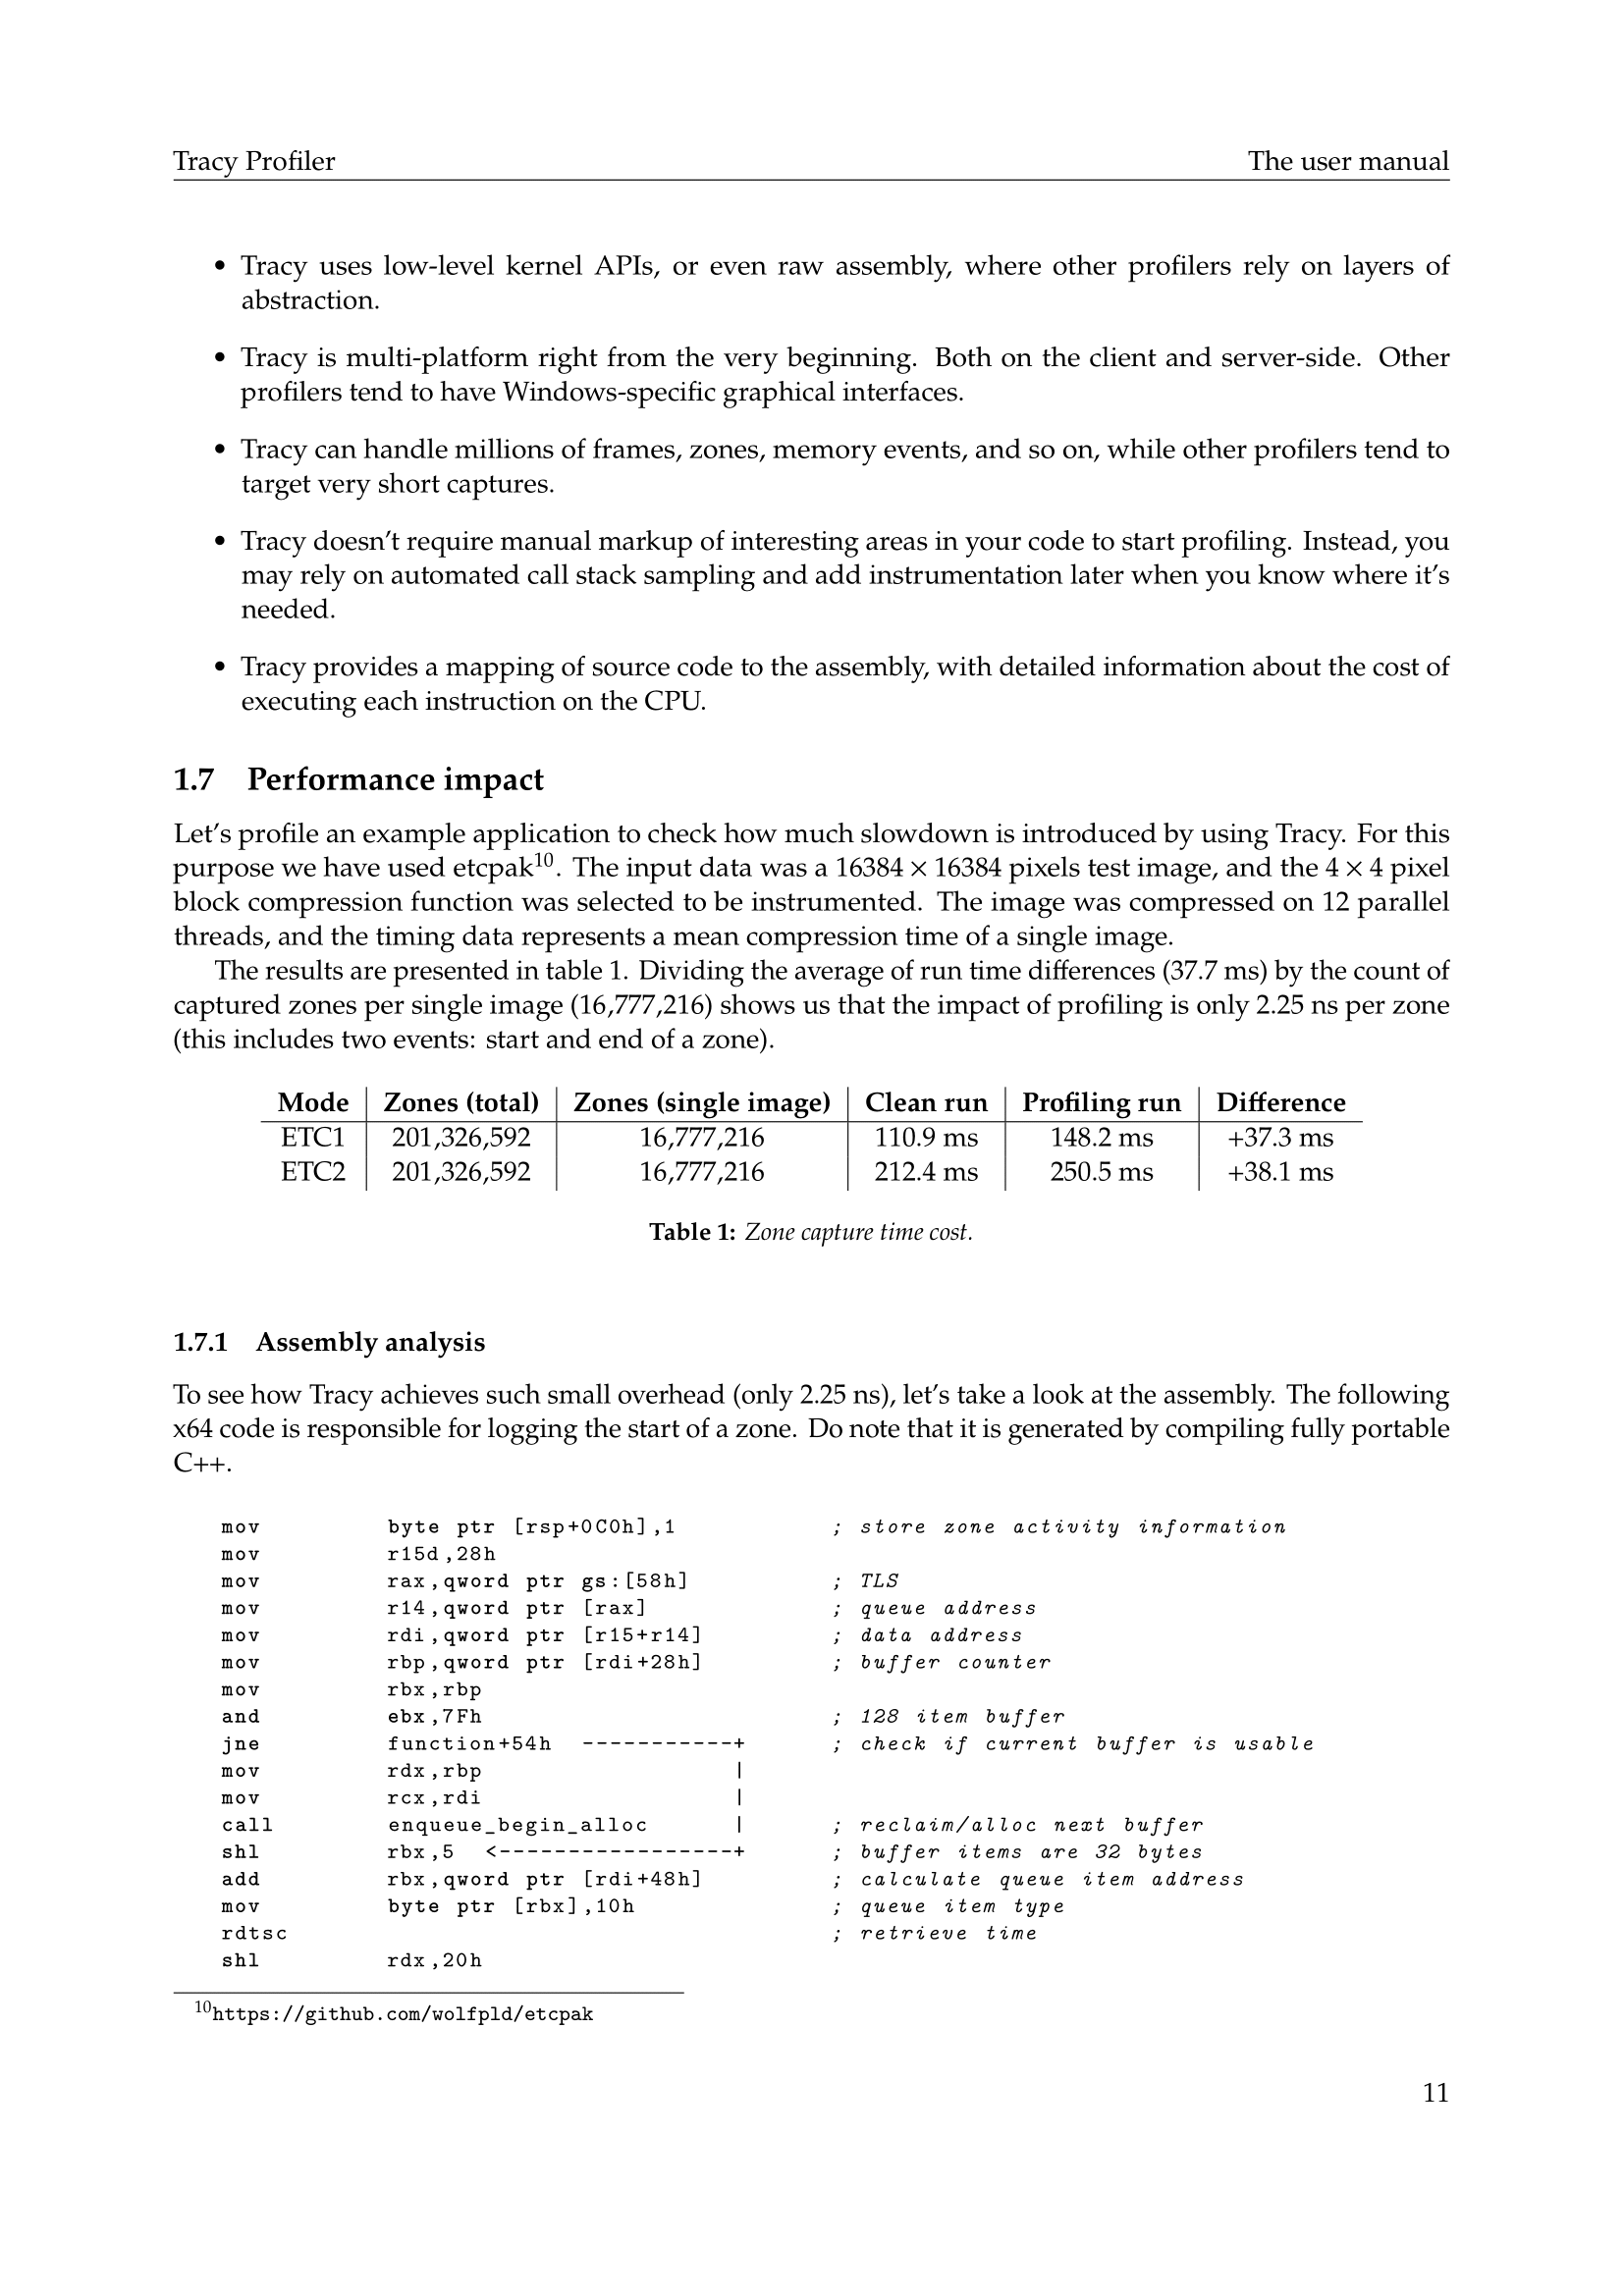 Tracy Profiler The user manual
• Tracy uses low-level kernel APIs, or even raw assembly, where other profilers rely on layers of
abstraction.
• Tracy is multi-platform right from the very beginning. Both on the client and server-side. Other
profilers tend to have Windows-specific graphical interfaces.
• Tracy can handle millions of frames, zones, memory events, and so on, while other profilers tend to
target very short captures.
• Tracy doesn't require manual markup of interesting areas in your code to start profiling. Instead, you
may rely on automated call stack sampling and add instrumentation later when you know where it's
needed.
• Tracy provides a mapping of source code to the assembly, with detailed information about the cost of
executing each instruction on the CPU.
1.7 Performance impact
Let's profile an example application to check how much slowdown is introduced by using Tracy. For this
purpose we have used etcpak¹⁰. The input data was a 16384 × 16384 pixels test image, and the 4 × 4 pixel
block compression function was selected to be instrumented. The image was compressed on 12 parallel
threads, and the timing data represents a mean compression time of a single image.
The results are presented in table 1. Dividing the average of run time differences (37.7 ms) by the count of
captured zones per single image (16,777,216) shows us that the impact of profiling is only 2.25 ns per zone
(this includes two events: start and end of a zone).
Mode | Zones (total) | Zones (single image) | Clean run | Profiling run | Difference
ETC1 | 201,326,592 | 16,777,216 | 110.9 ms | 148.2 ms | +37.3 ms
ETC2 | 201,326,592 | 16,777,216 | 212.4 ms | 250.5 ms | +38.1 ms
Table 1: Zone capture time cost.
1.7.1 Assembly analysis
To see how Tracy achieves such small overhead (only 2.25 ns), let's take a look at the assembly. The following
x64 code is responsible for logging the start of a zone. Do note that it is generated by compiling fully portable
C++.
mov byte ptr [rsp+0C0h],1 ; store zone activity information
mov r15d,28h
mov rax,qword ptr gs:[58h] ; TLS
mov r14,qword ptr [rax] ; queue address
mov rdi,qword ptr [r15+r14] ; data address
mov rbp,qword ptr [rdi+28h] ; buffer counter
mov rbx,rbp
and ebx,7Fh ; 128 item buffer
jne function+54h -----------+ ; check if current buffer is usable
mov rdx,rbp |
mov rcx,rdi |
call enqueue_begin_alloc | ; reclaim/alloc next buffer
shl rbx,5 <-----------------+ ; buffer items are 32 bytes
add rbx,qword ptr [rdi+48h] ; calculate queue item address
mov byte ptr [rbx],10h ; queue item type
rdtsc ; retrieve time
shl rdx,20h
¹⁰https://github.com/wolfpld/etcpak
11